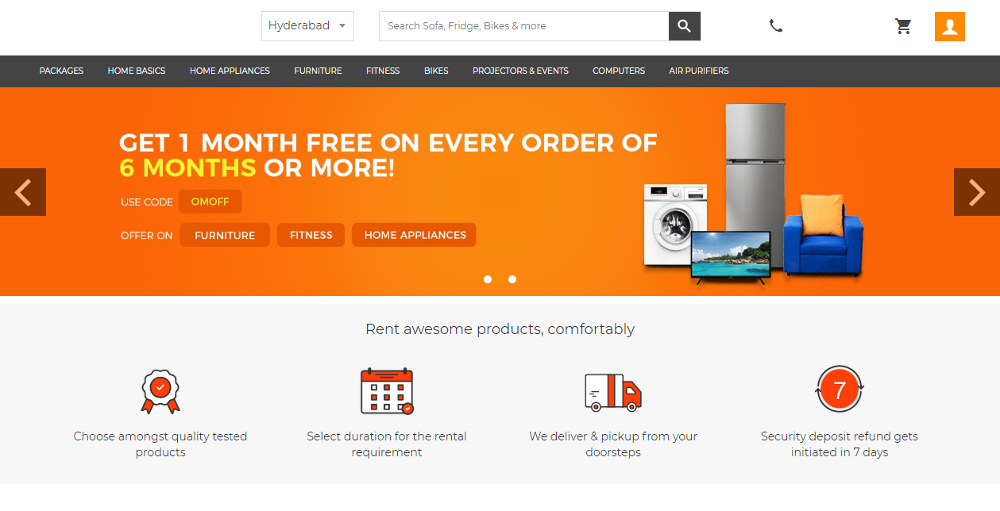 Hyderabad
Search Sofa, Fridge, Bikes & more
PACKAGES HOME BASICS HOME APPLIANCES FURNITURE FITNESS BIKES PROJECTORS & EVENTS COMPUTERS AIR PURIFIERS
GET 1 MONTH FREE ON EVERY ORDER OF
6 MONTHS OR MORE!
USE CODE OMOFF
OFFER ON FURNITURE FITNESS HOME APPLIANCES
Rent awesome products, comfortably
7
Choose amongst quality tested
products
Select duration for the rental
requirement
We deliver & pickup from your
doorsteps
Security deposit refund gets
initiated in 7 days